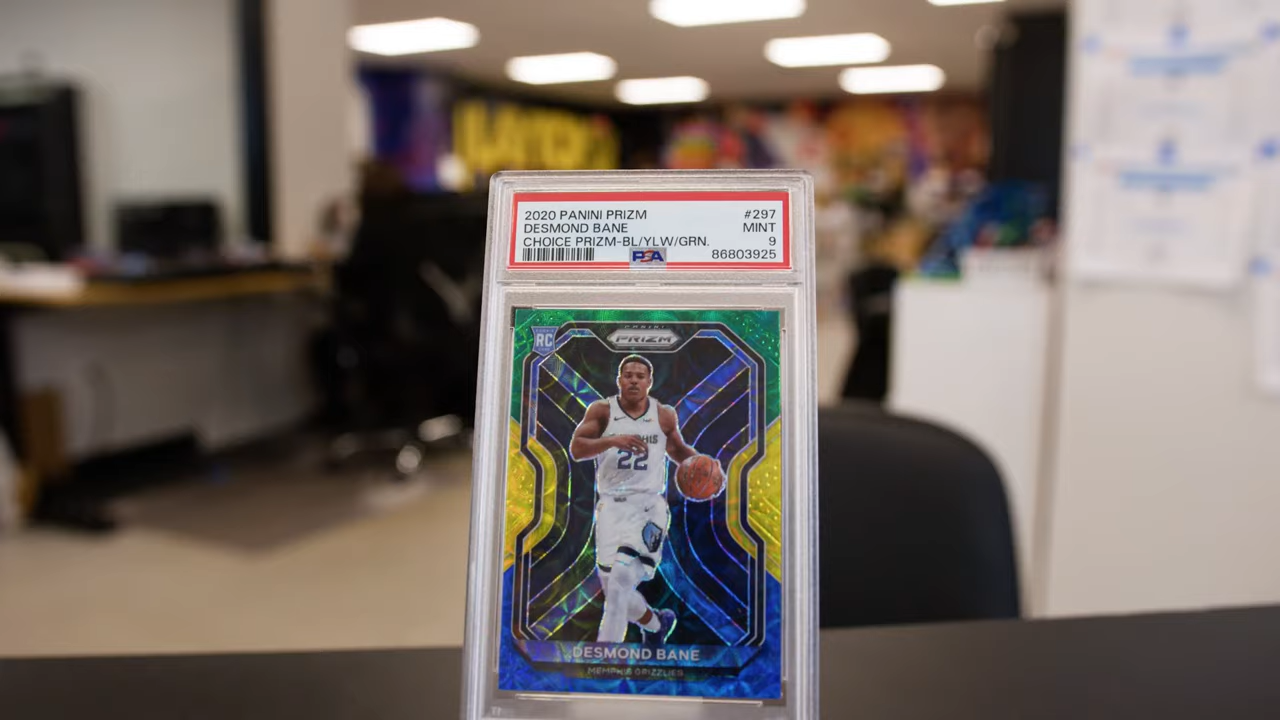 2020 PANINI PRIZM #297
DESMOND BANE MINT
CHOICE PRIZM-BL/YLW/GRN. 9
PSA 86803925
RC
PANINI
PRIZM
22
DESMOND BANE
MEMPHIS GRIZZLIES